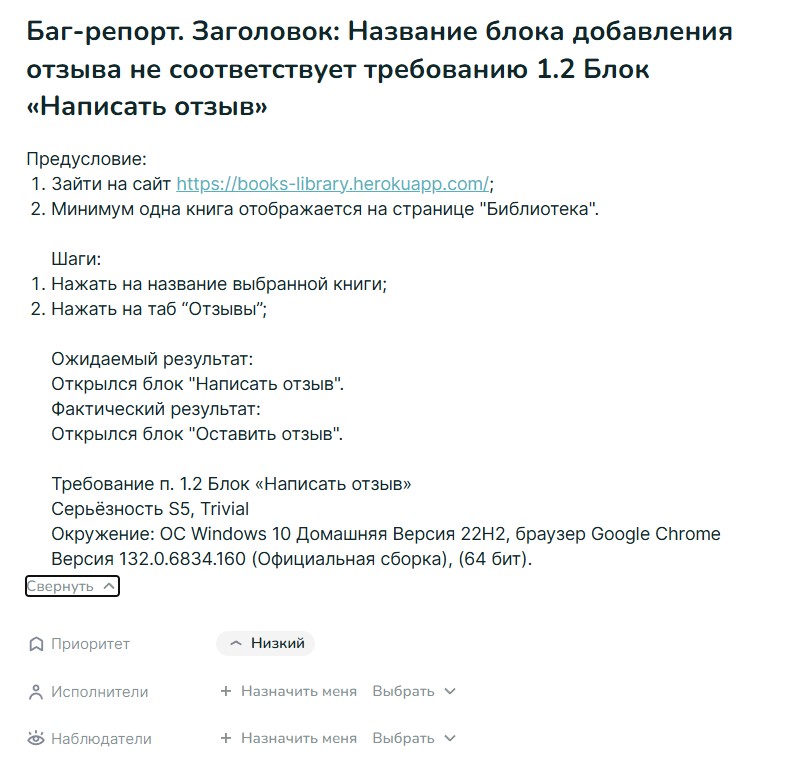 Баг-репорт. Заголовок: Название блока добавления
отзыва не соответствует требованию 1.2 Блок
«Написать отзыв»
Предусловие:
1. Зайти на сайт https://books-library.herokuapp.com/;
2. Минимум одна книга отображается на странице "Библиотека".
Шаги:
1. Нажать на название выбранной книги;
2. Нажать на таб “Отзывы”;
Ожидаемый результат:
Открылся блок "Написать отзыв".
Фактический результат:
Открылся блок "Оставить отзыв".
Требование п. 1.2 Блок «Написать отзыв»
Серьёзность S5, Trivial
Окружение: ОС Windows 10 Домашняя Версия 22H2, браузер Google Chrome
Версия 132.0.6834.160 (Официальная сборка), (64 бит).
Свернуть
Приоритет Низкий
Исполнители + Назначить меня Выбрать
Наблюдатели + Назначить меня Выбрать